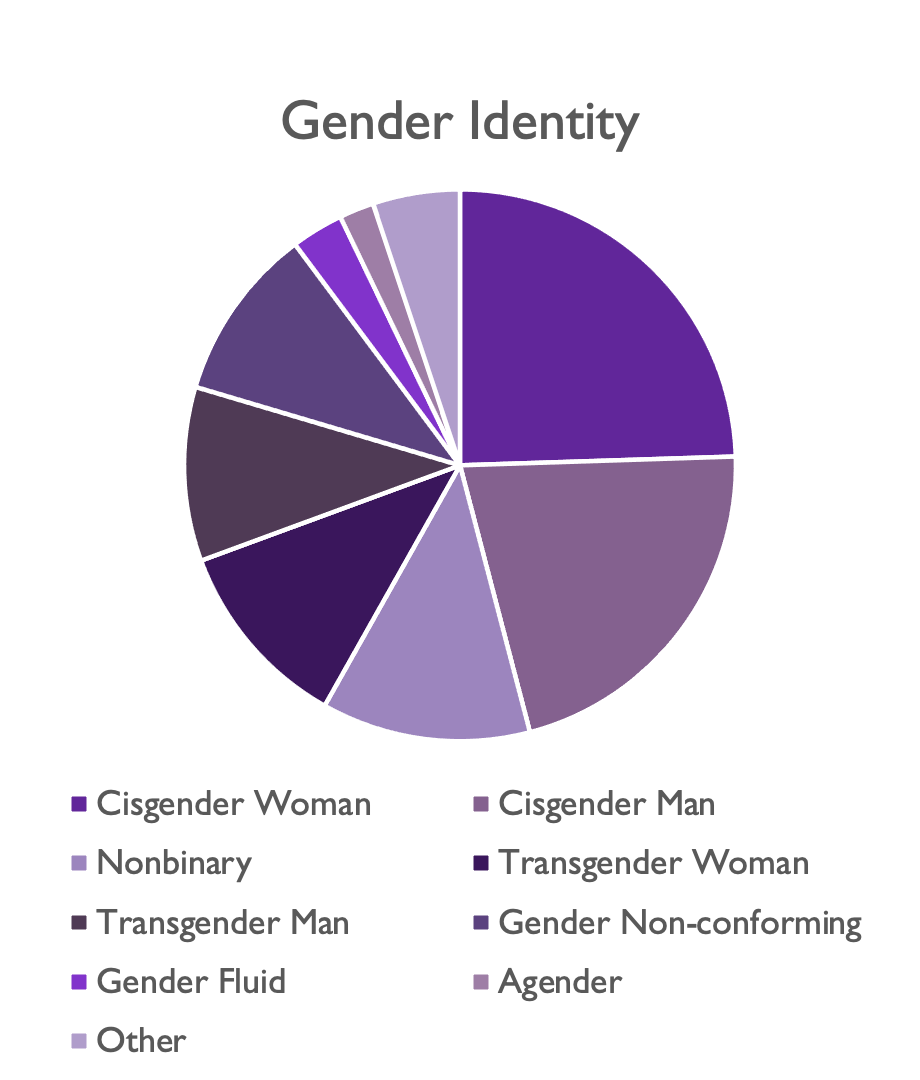 Gender Identity
Cisgender Woman
Cisgender Man
Nonbinary
Transgender Woman
Transgender Man
Gender Non-conforming
Gender Fluid
Agender
Other